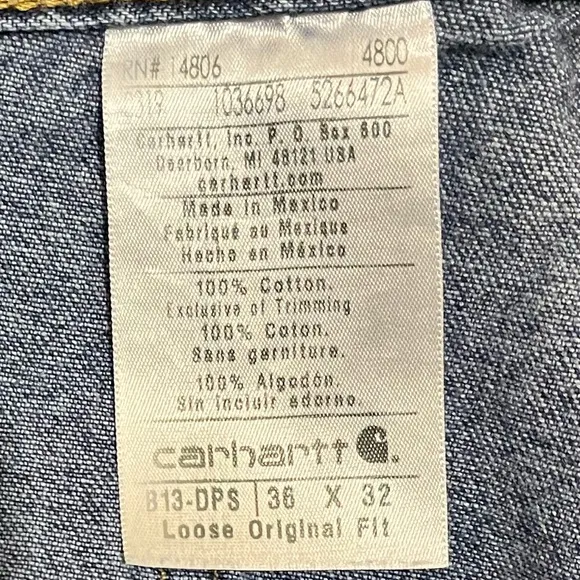 RN# 14806 4800
2319 1036698 5266472A
Carhartt, Inc. P. O. Box 600
Dearborn, MI 48121 USA
carhartt.com
Made in Mexico
Fabriqué au Mexique
Hecho en México
100% Cotton.
Exclusive of Trimming
100% Coton.
Sans garniture.
100% Algodón.
Sin incluir adorno.
carhartt
B13-DPS | 36 X 32
Loose Original Fit